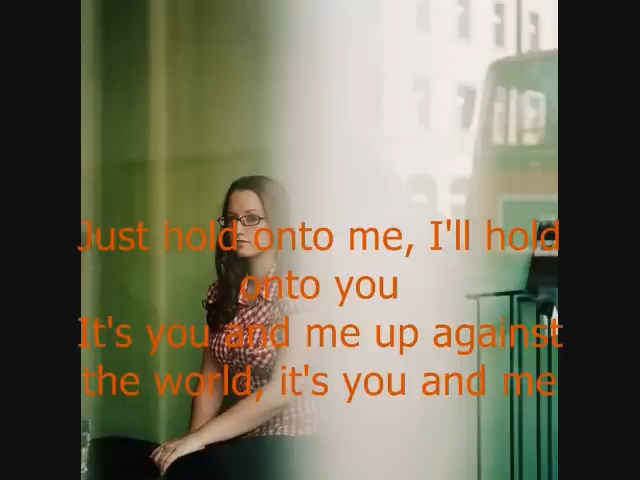 Just hold onto me, I'll hold
onto you
It's you and me up against
the world, it's you and me